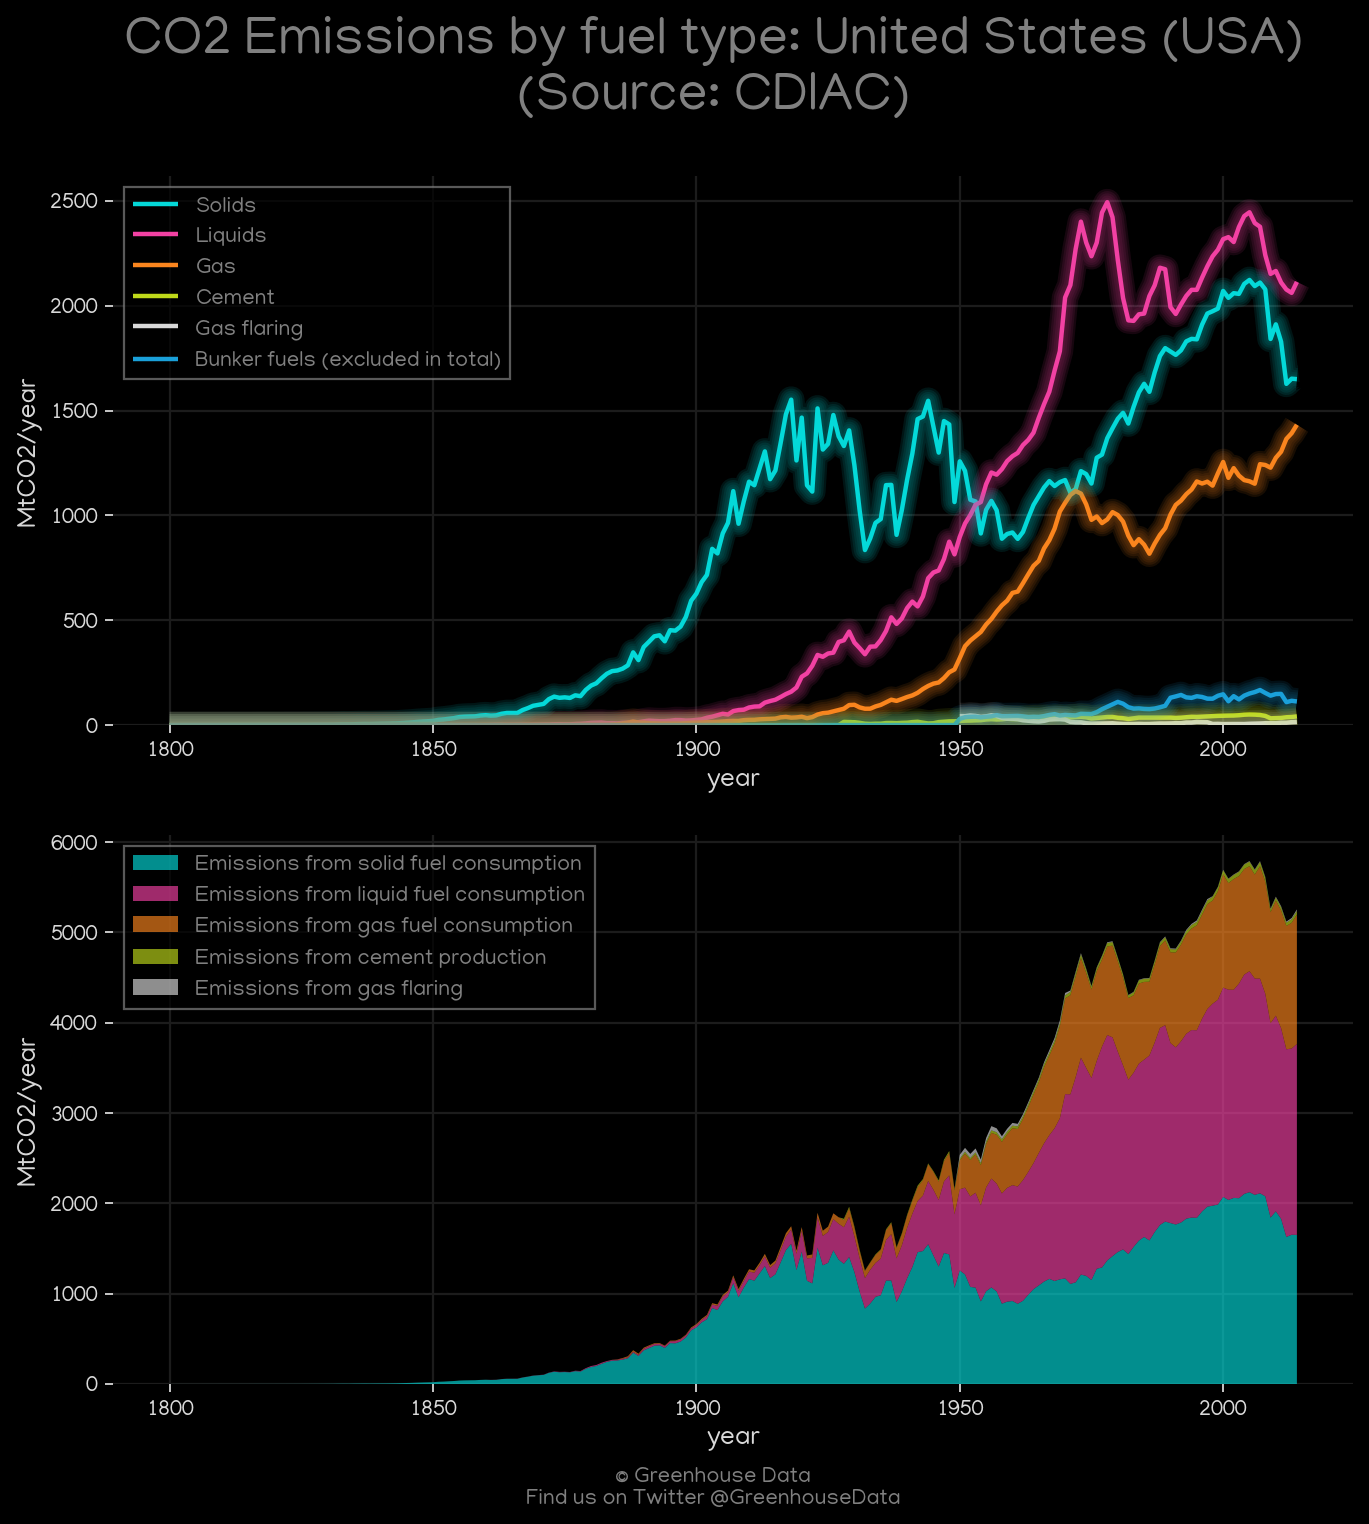 CO2 Emissions by fuel type: United States (USA)
(Source: CDIAC)
MtCO2/year
2500
2000
1500
1000
500
0
Solids
Liquids
Gas
Cement
Gas flaring
Bunker fuels (excluded in total)
1800
1850
1900
1950
2000
year
MtCO2/year
6000
5000
4000
3000
2000
1000
0
Emissions from solid fuel consumption
Emissions from liquid fuel consumption
Emissions from gas fuel consumption
Emissions from cement production
Emissions from gas flaring
1800
1850
1900
1950
2000
year
© Greenhouse Data
Find us on Twitter @GreenhouseData